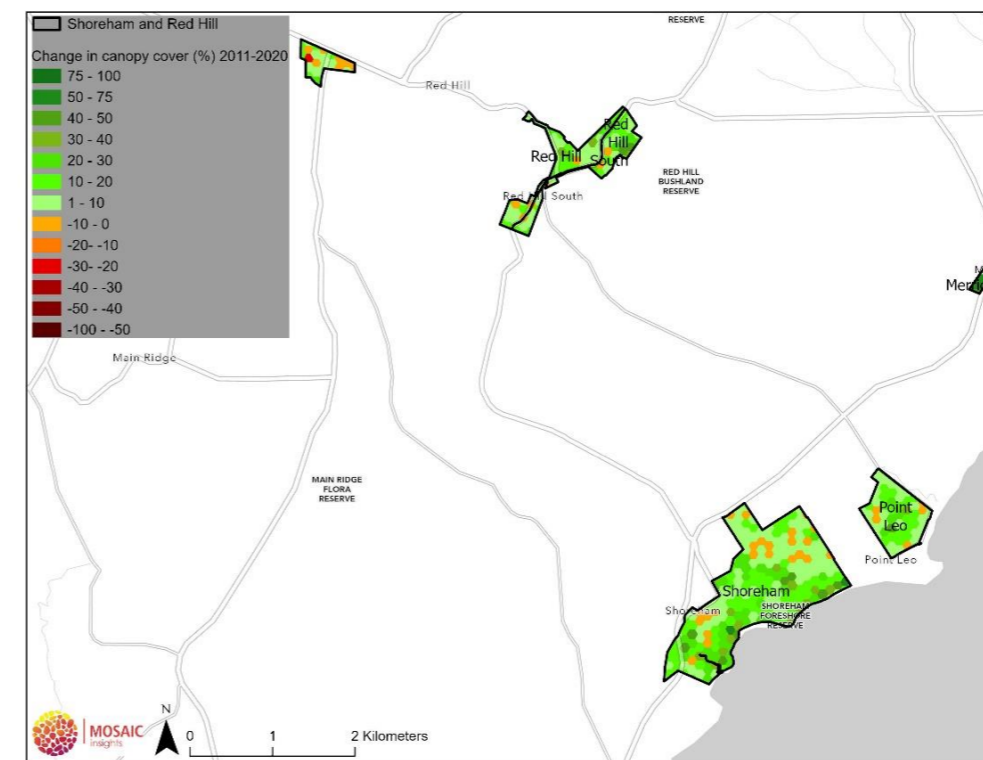 Shoreham and Red Hill
Change in canopy cover (%) 2011-2020
75 - 100
50 - 75
40 - 50
30 - 40
20 - 30
10 - 20
1 - 10
-10 - 0
-20- -10
-30- -20
-40 - -30
-50 - -40
-100 - -50
RESERVE
Red Hill
Red Hill
Red
Hill
South
Red Hill South
RED HILL
BUSHLAND
RESERVE
Main Ridge
MAIN RIDGE
FLORA
RESERVE
Point
Leo
Point Leo
Shoreham
Shoreham
SHOREHAM
FORESHORE
RESERVE
MOSAIC
insights
N
0 1 2 Kilometers